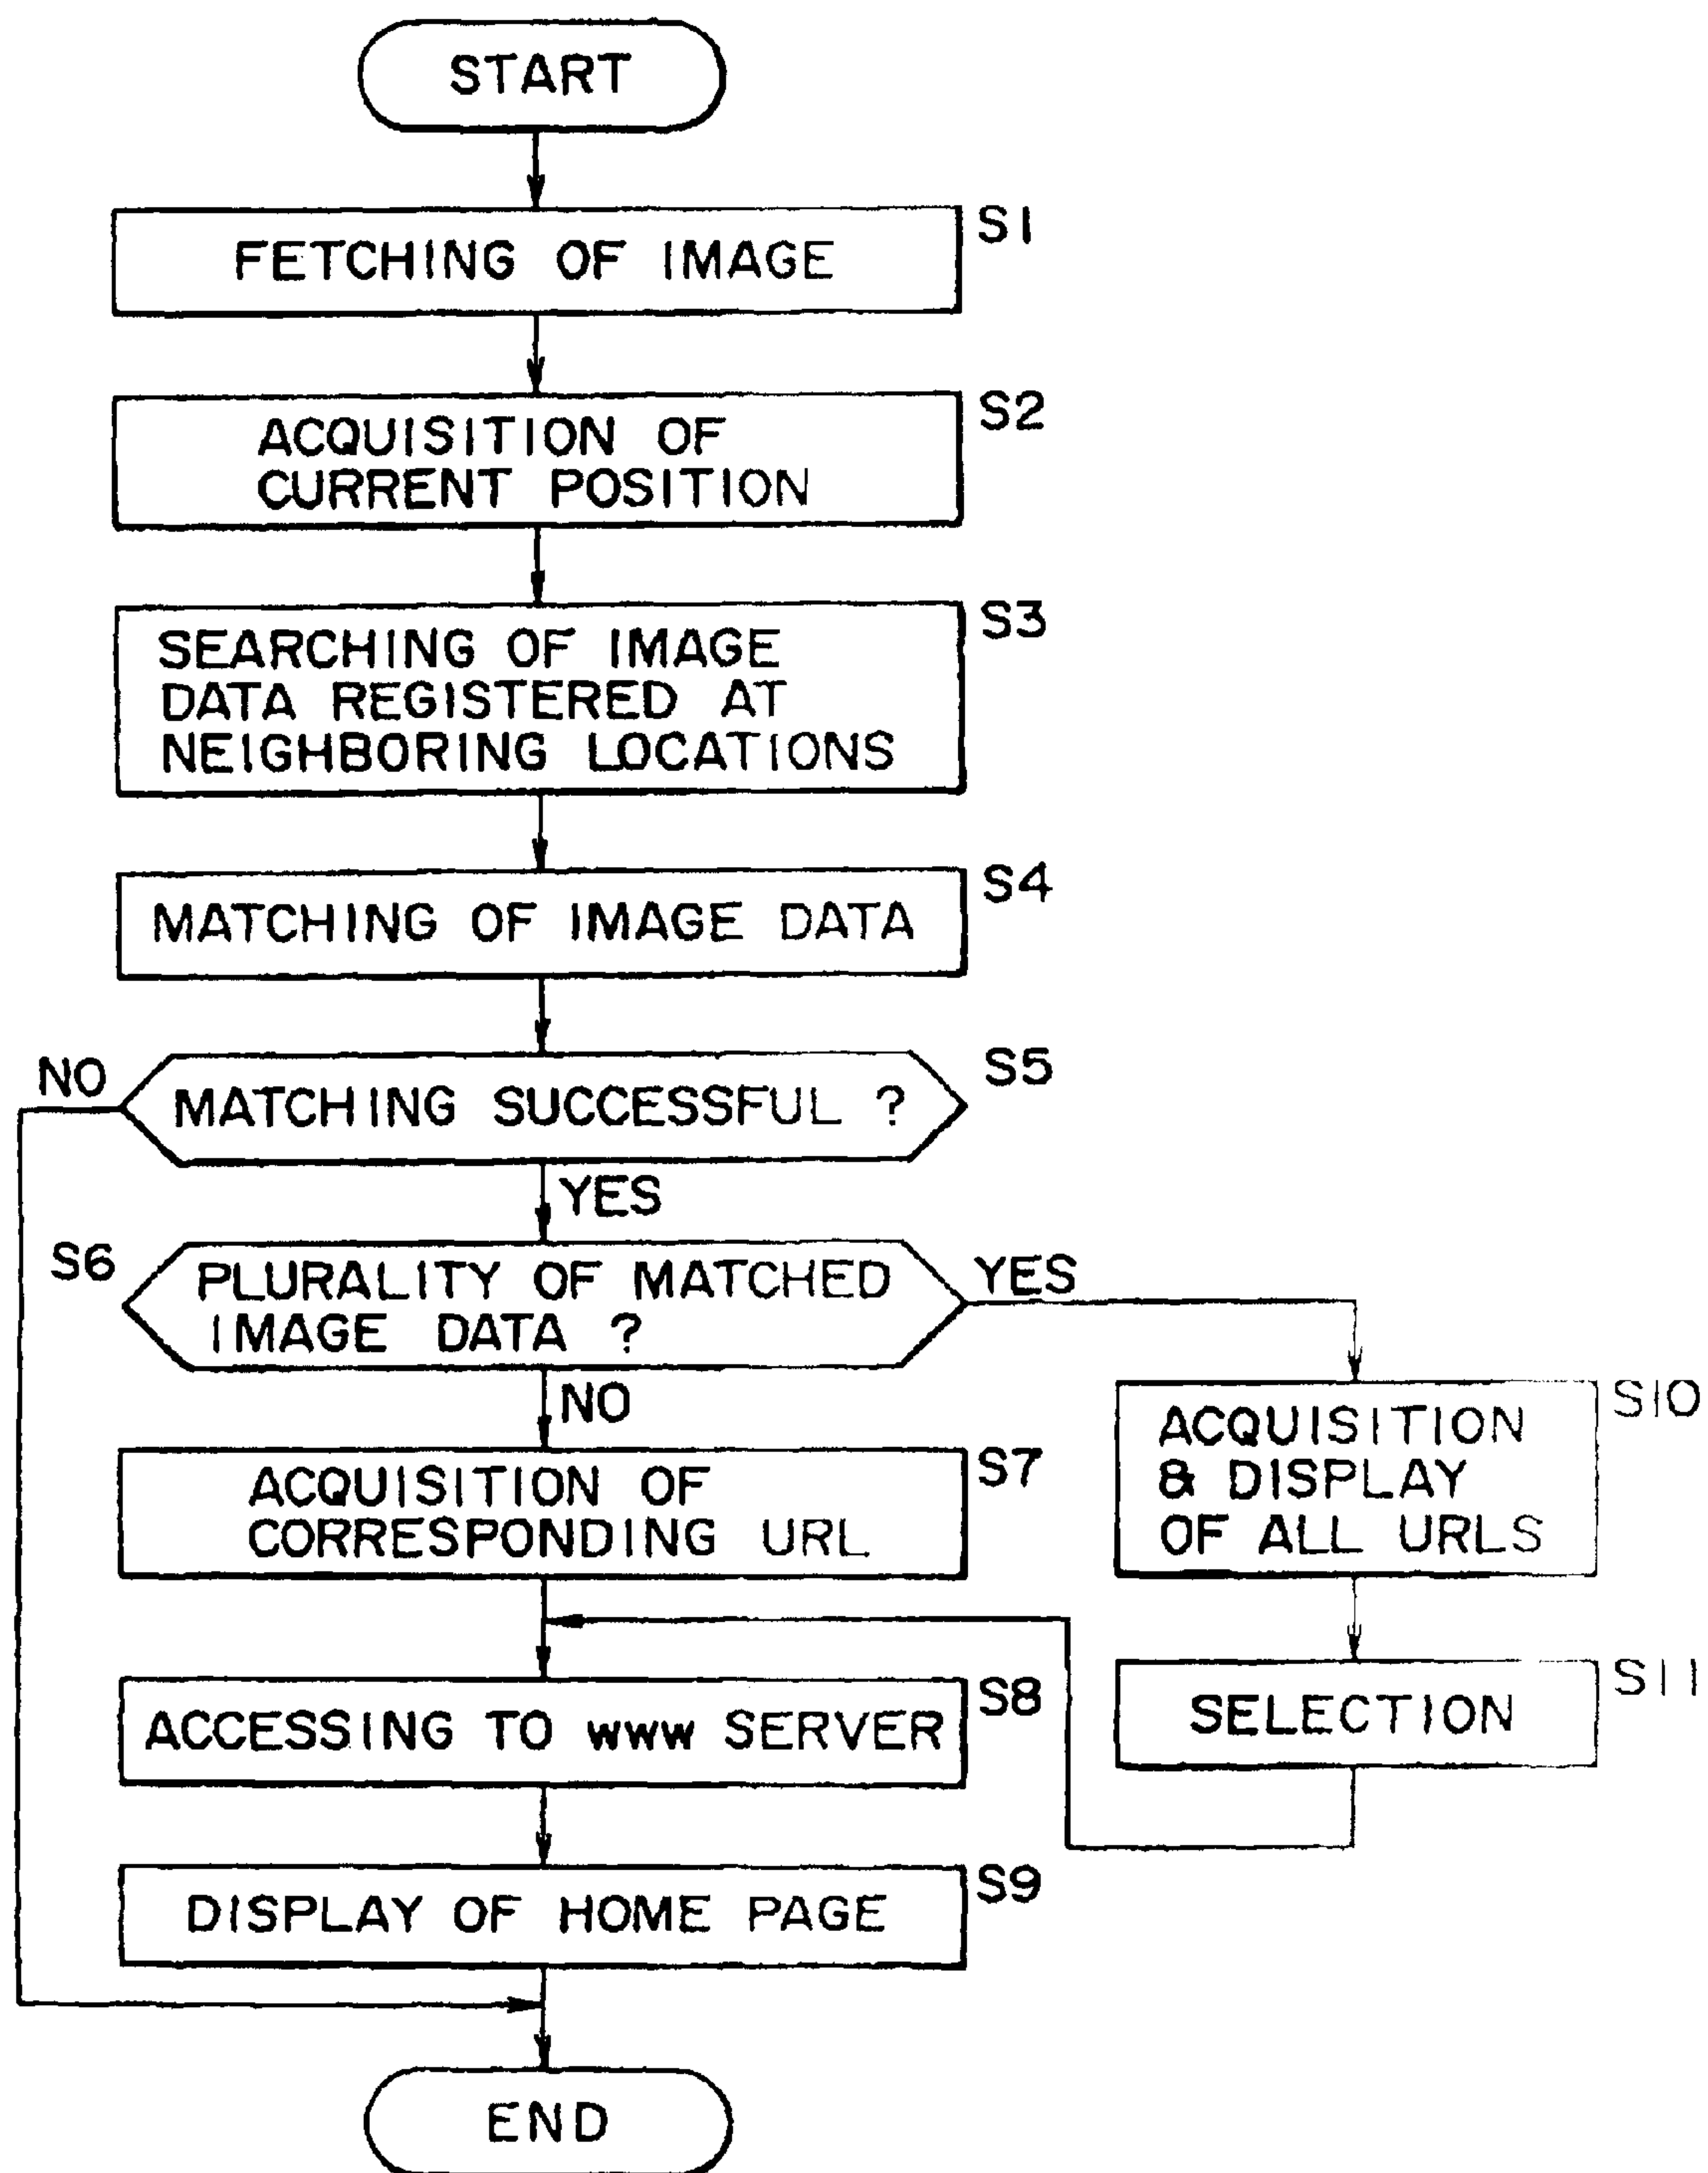 START
S1
FETCHING OF IMAGE
S2
ACQUISITION OF
CURRENT POSITION
S3
SEARCHING OF IMAGE
DATA REGISTERED AT
NEIGHBORING LOCATIONS
S4
MATCHING OF IMAGE DATA
S5
NO
MATCHING SUCCESSFUL ?
YES
S6
PLURALITY OF MATCHED
IMAGE DATA ?
YES
NO
S7
ACQUISITION OF
CORRESPONDING URL
S10
ACQUISITION
& DISPLAY
OF ALL URLS
S8
ACCESSING TO www SERVER
S11
SELECTION
S9
DISPLAY OF HOME PAGE
END